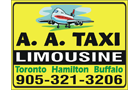 A. A. TAXI
LIMOUSINE
Toronto Hamilton Buffalo
905-321-3206